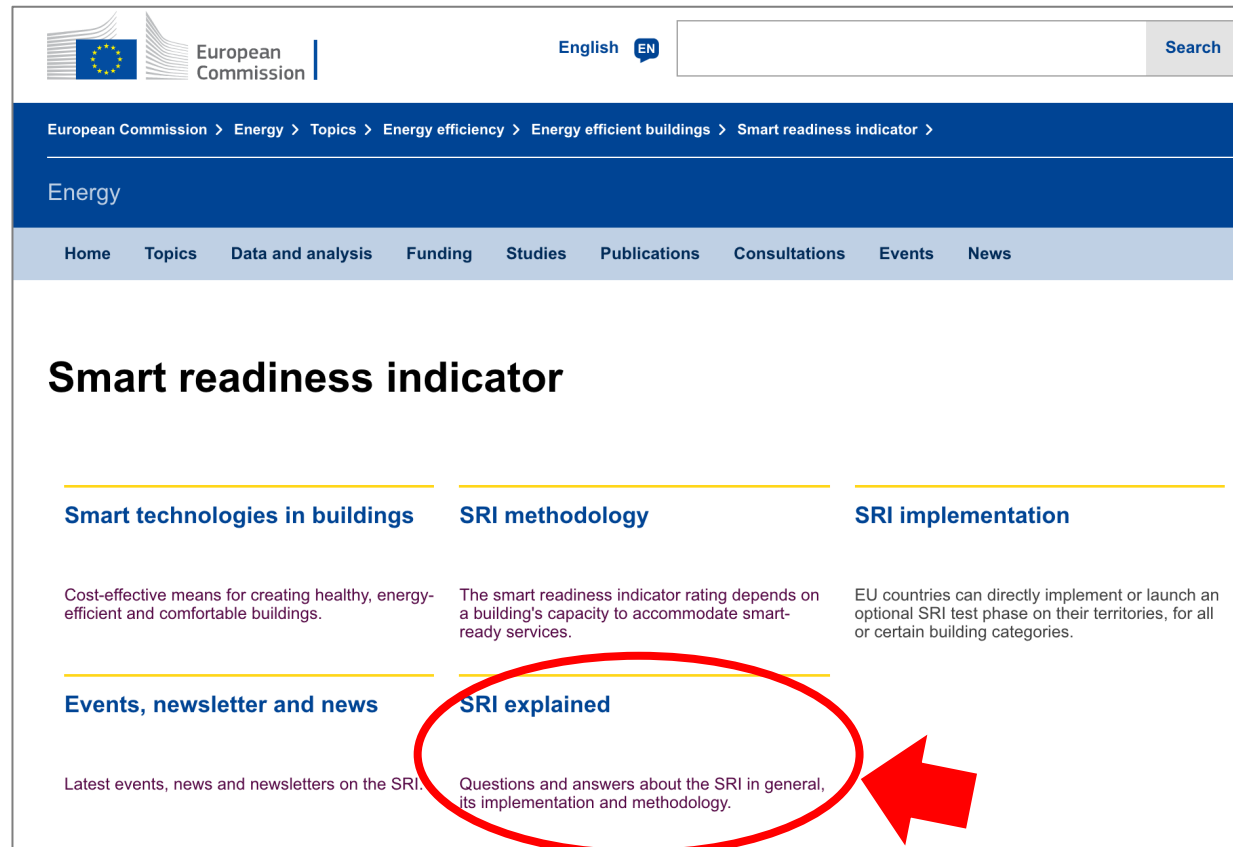 European
Commission
English EN
Search
European Commission > Energy > Topics > Energy efficiency > Energy efficient buildings > Smart readiness indicator >
Energy
Home Topics Data and analysis Funding Studies Publications Consultations Events News
Smart readiness indicator
Smart technologies in buildings
Cost-effective means for creating healthy, energy-
efficient and comfortable buildings.
SRI methodology
The smart readiness indicator rating depends on
a building's capacity to accommodate smart-
ready services.
SRI implementation
EU countries can directly implement or launch an
optional SRI test phase on their territories, for all
or certain building categories.
Events, newsletter and news
Latest events, news and newsletters on the SRI.
SRI explained
Questions and answers about the SRI in general,
its implementation and methodology.